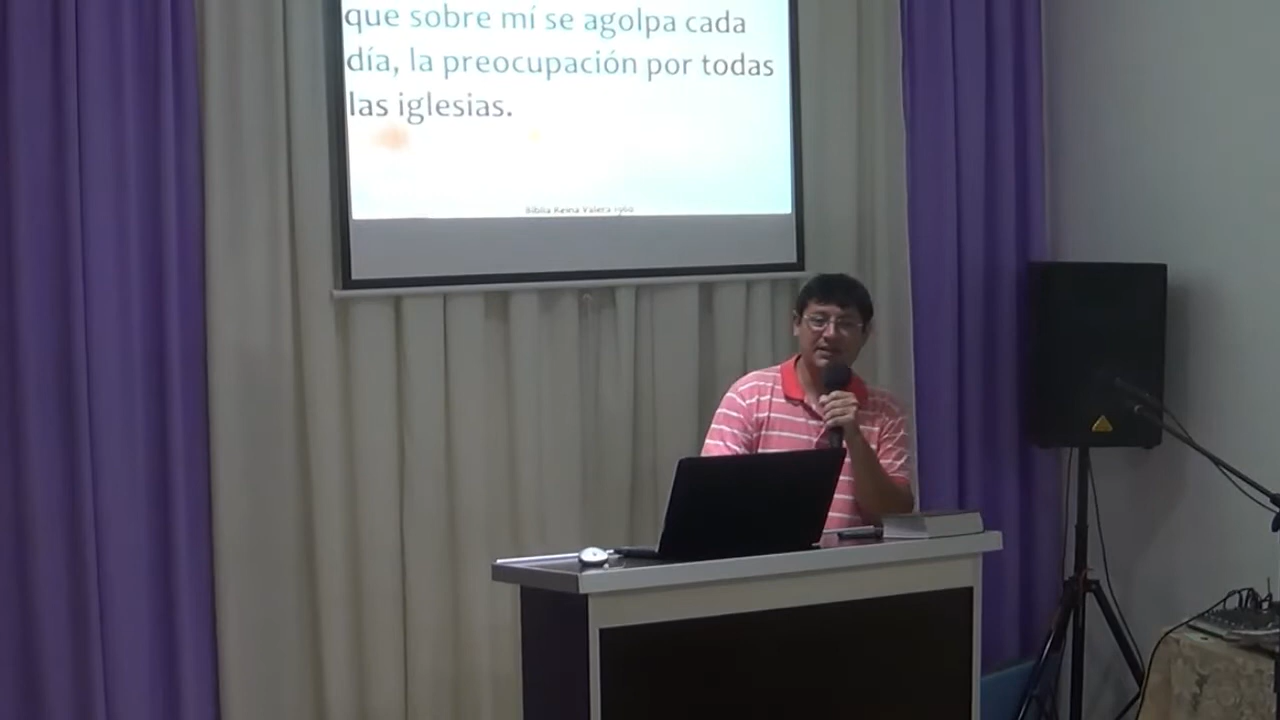 que sobre mí se agolpa cada
día, la preocupación por todas
las iglesias.
Biblia Reina Valera 1960